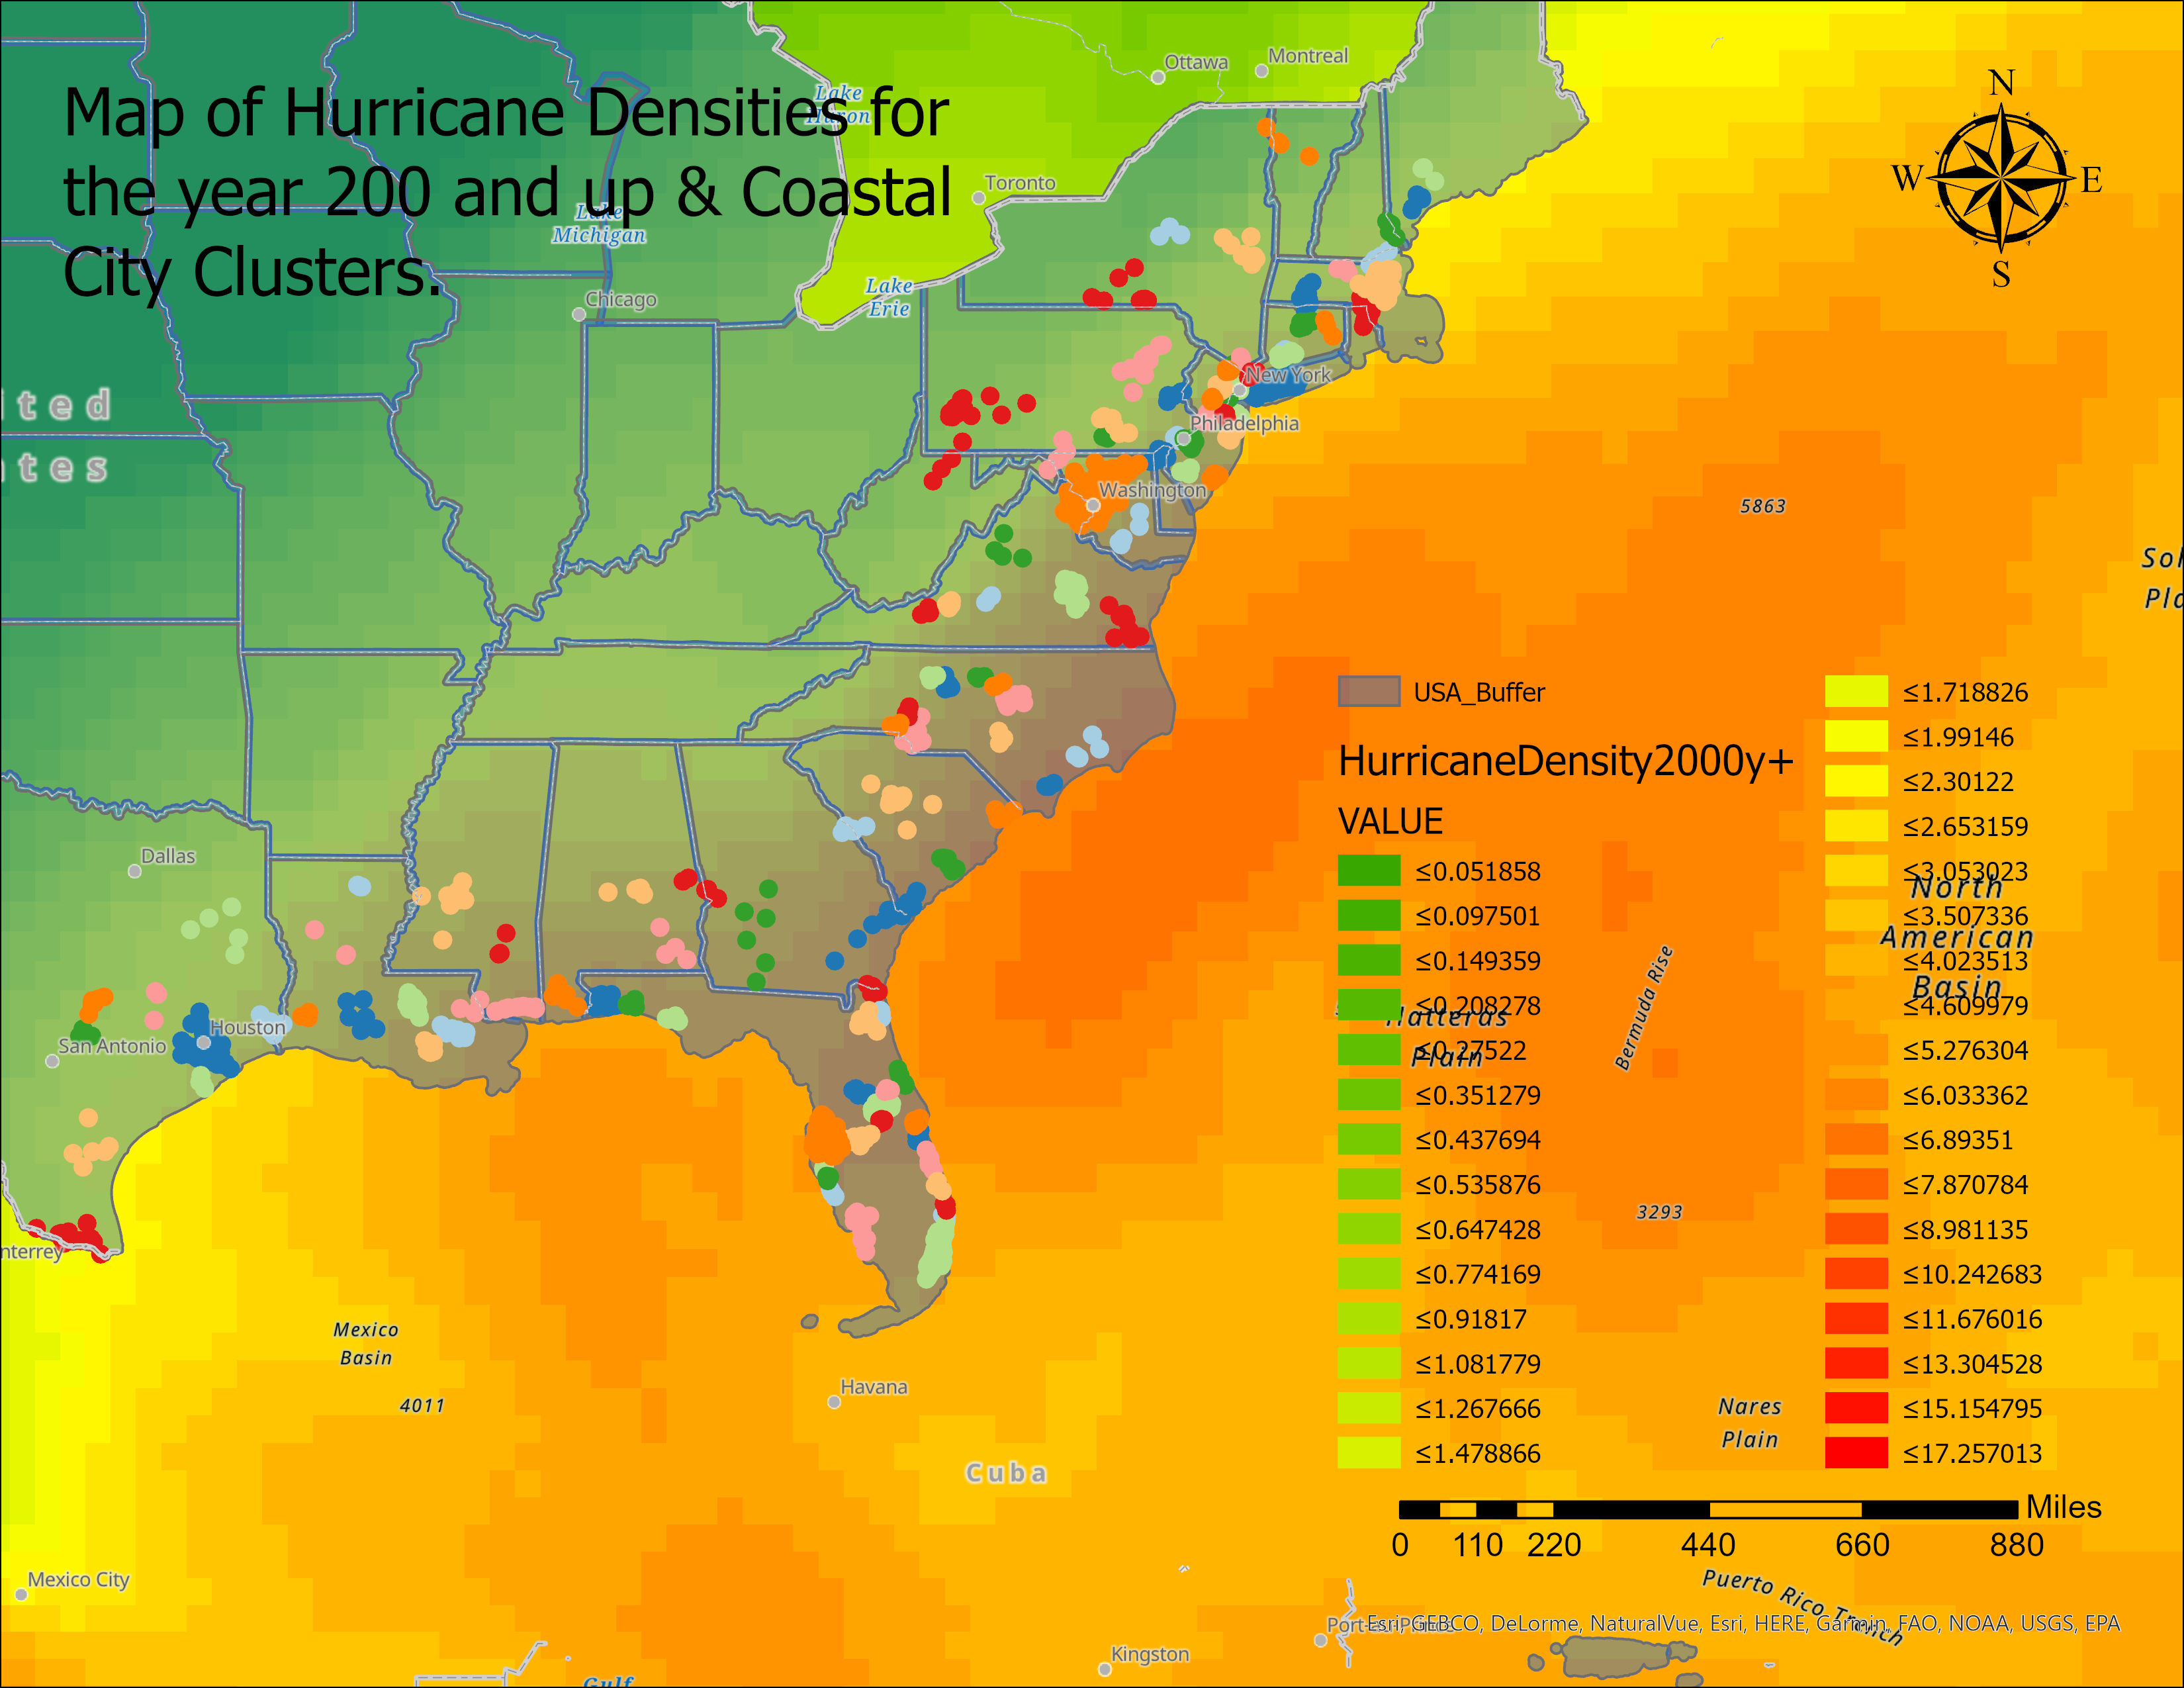 Map of Hurricane Densities for
the year 200 and up & Coastal
City Clusters.
Ottawa
Montreal
Lake
Huron
Toronto
Lake
Michigan
Chicago
Lake
Erie
N
W
E
S
ited
ates
New York
Philadelphia
Washington
5863
Dallas
San Antonio
Houston
nterrey
Mexico
Basin
4011
Havana
Cuba
Mexico City
Kingston
Gulf
USA_Buffer
HurricaneDensity2000y+
VALUE
≤0.051858
≤0.097501
≤0.149359
≤0.208278
≤0.27522
≤0.351279
≤0.437694
≤0.535876
≤0.647428
≤0.774169
≤0.91817
≤1.081779
≤1.267666
≤1.478866
≤1.718826
≤1.99146
≤2.30122
≤2.653159
≤3.053023
≤3.507336
≤4.023513
≤4.609979
≤5.276304
≤6.033362
≤6.89351
≤7.870784
≤8.981135
≤10.242683
≤11.676016
≤13.304528
≤15.154795
≤17.257013
Hatteras
Plain
Bermuda Rise
North
American
Basin
3293
Nares
Plain
Miles
0 110 220 440 660 880
Puerto Rico Trench
Esri, GEBCO, DeLorme, NaturalVue, Esri, HERE, Garmin, FAO, NOAA, USGS, EPA